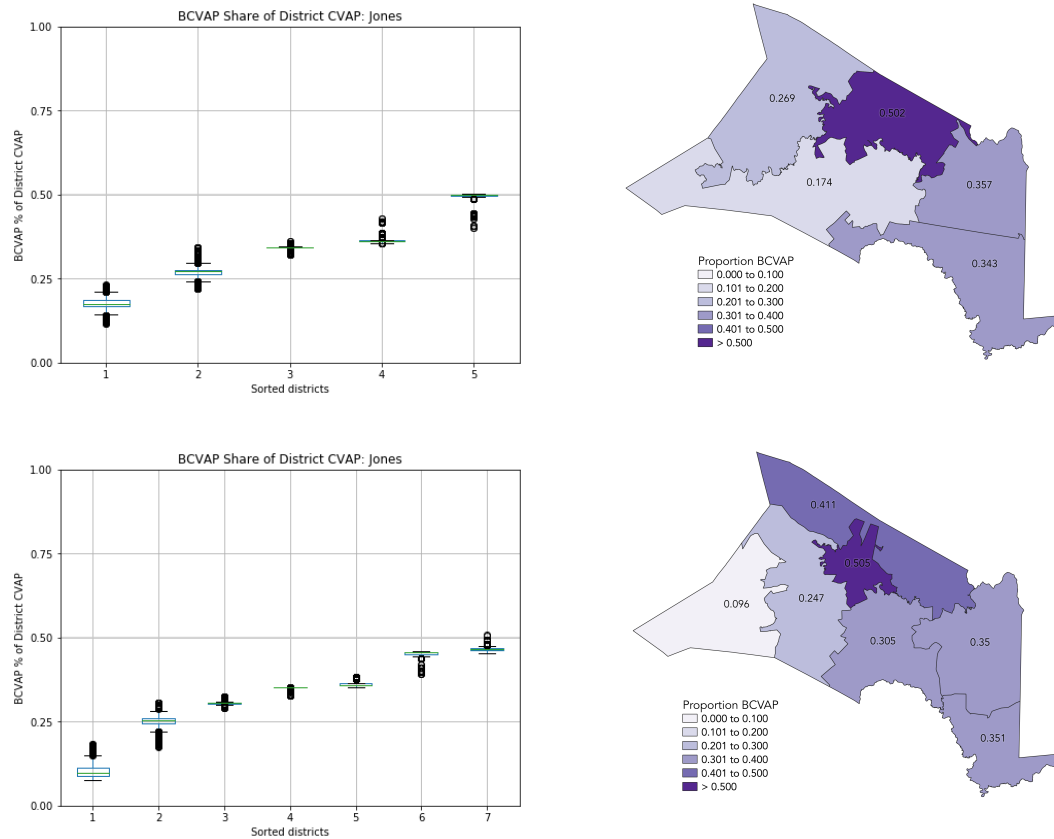 BCVAP Share of District CVAP: Jones
BCVAP % of District CVAP
1.00
0.75
0.50
0.25
0.00
1 2 3 4 5
Sorted districts
0.269
0.502
0.174
0.357
0.343
Proportion BCVAP
0.000 to 0.100
0.101 to 0.200
0.201 to 0.300
0.301 to 0.400
0.401 to 0.500
> 0.500
BCVAP Share of District CVAP: Jones
BCVAP % of District CVAP
1.00
0.75
0.50
0.25
0.00
1 2 3 4 5 6 7
Sorted districts
0.411
0.505
0.096
0.247
0.305
0.35
0.351
Proportion BCVAP
0.000 to 0.100
0.101 to 0.200
0.201 to 0.300
0.301 to 0.400
0.401 to 0.500
> 0.500